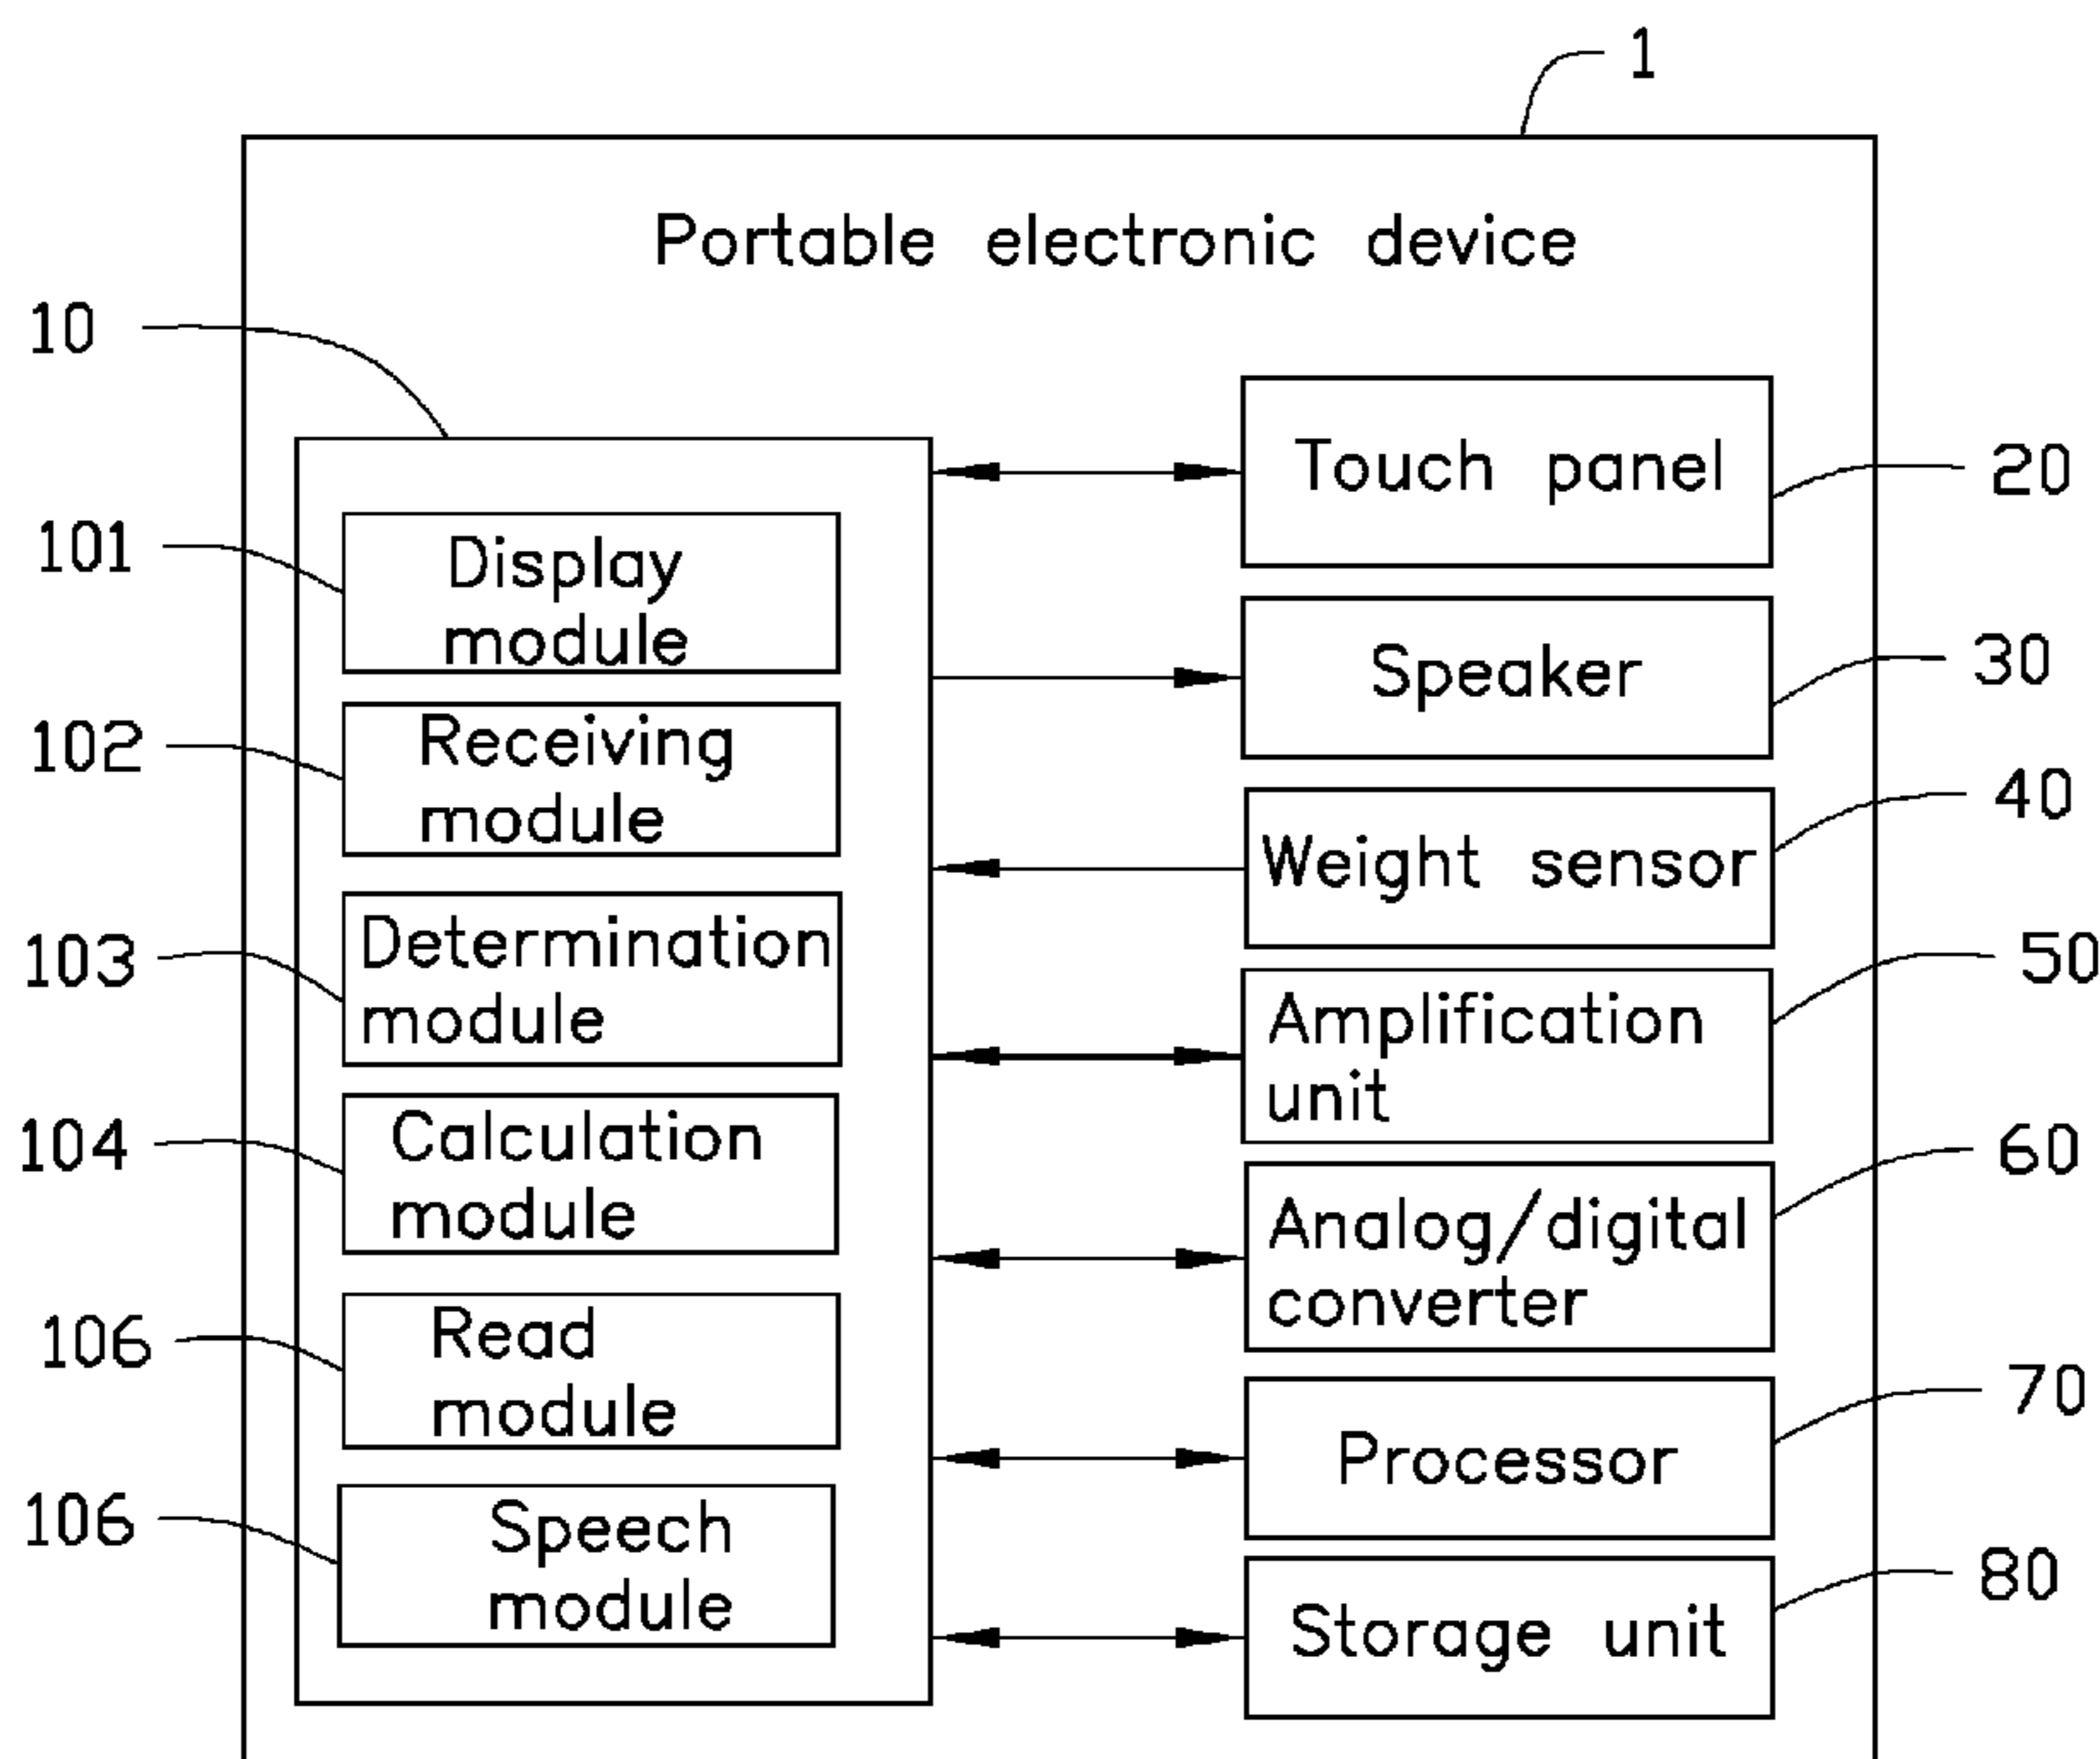 1
Portable electronic device
10
101
Display
module
102
Receiving
module
103
Determination
module
104
Calculation
module
106
Read
module
106
Speech
module
Touch panel
20
Speaker
30
Weight sensor
40
Amplification
unit
50
Analog/digital
converter
60
Processor
70
Storage unit
80